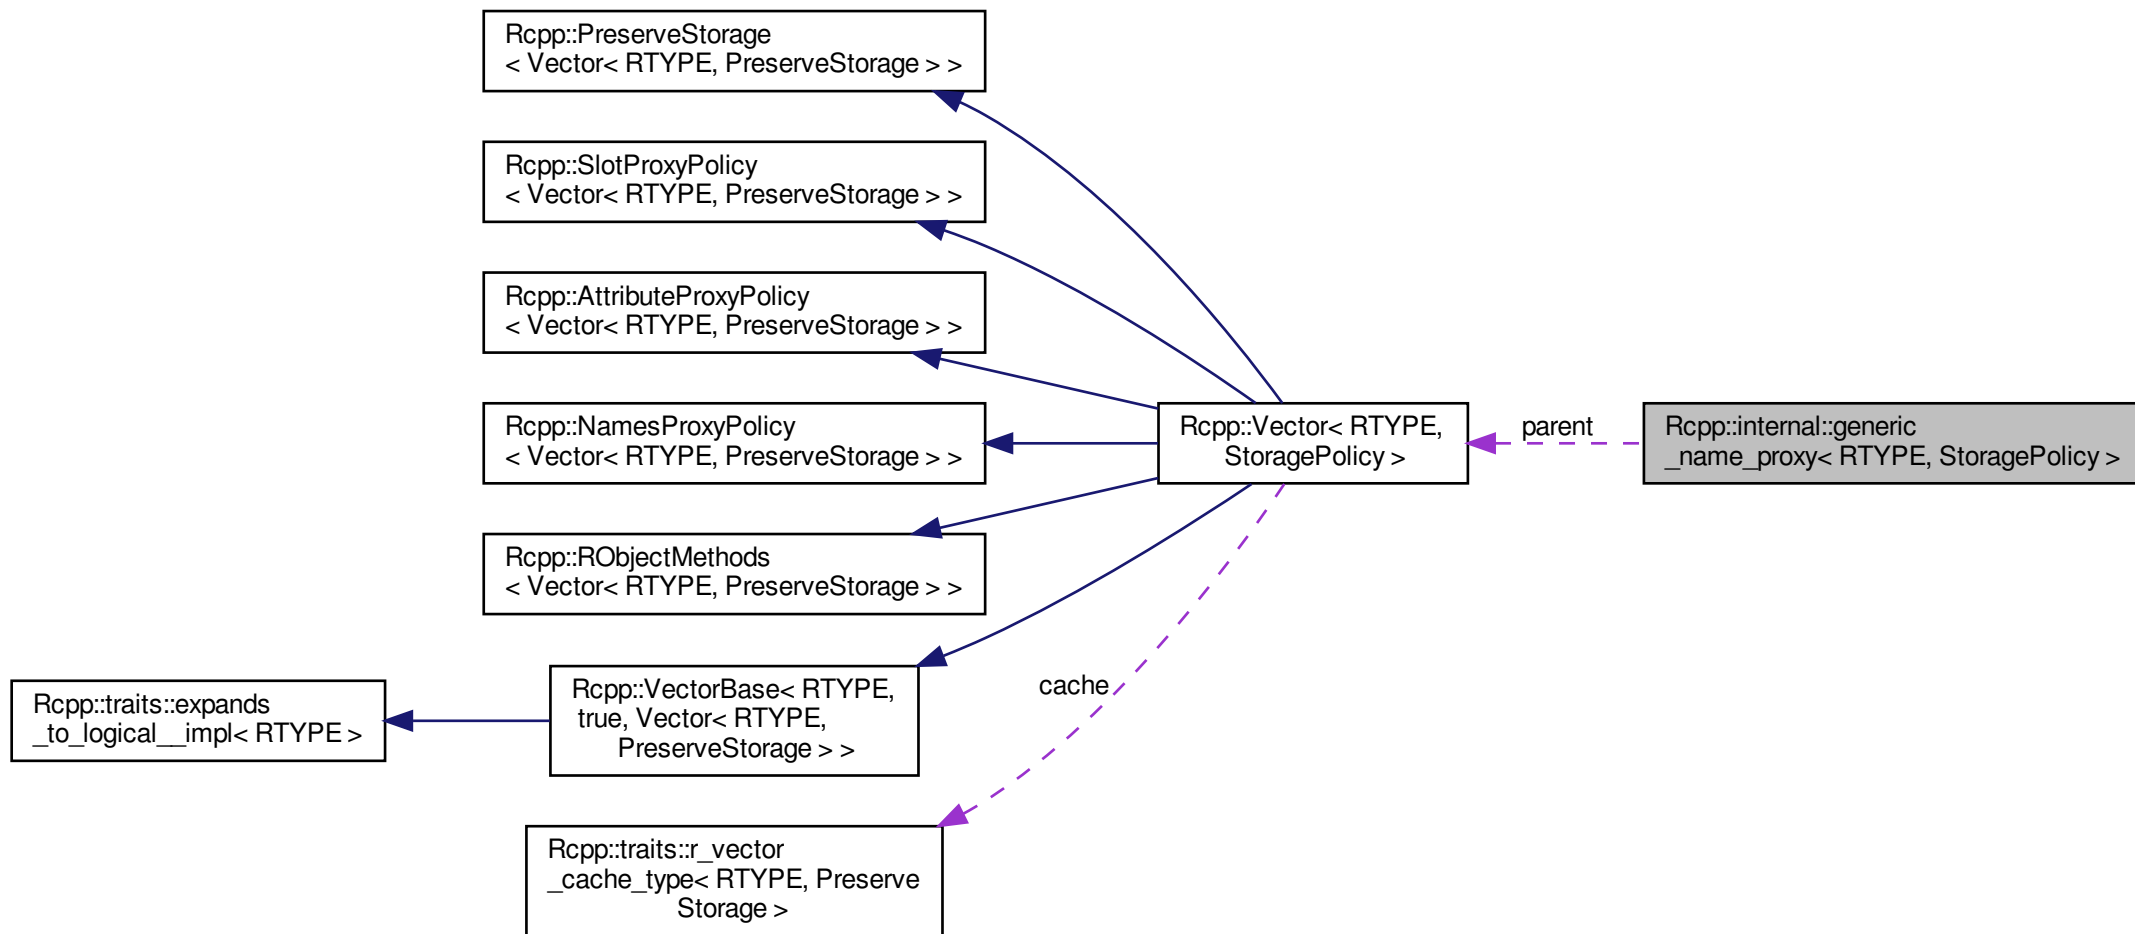 Rcpp::PreserveStorage
< Vector< RTYPE, PreserveStorage > >
Rcpp::SlotProxyPolicy
< Vector< RTYPE, PreserveStorage > >
Rcpp::AttributeProxyPolicy
< Vector< RTYPE, PreserveStorage > >
Rcpp::NamesProxyPolicy
< Vector< RTYPE, PreserveStorage > >
Rcpp::Vector< RTYPE,
StoragePolicy >
parent
Rcpp::internal::generic
_name_proxy< RTYPE, StoragePolicy >
Rcpp::RObjectMethods
< Vector< RTYPE, PreserveStorage > >
Rcpp::traits::expands
_to_logical__impl< RTYPE >
Rcpp::VectorBase< RTYPE,
true, Vector< RTYPE,
PreserveStorage > >
cache
Rcpp::traits::r_vector
_cache_type< RTYPE, Preserve
Storage >